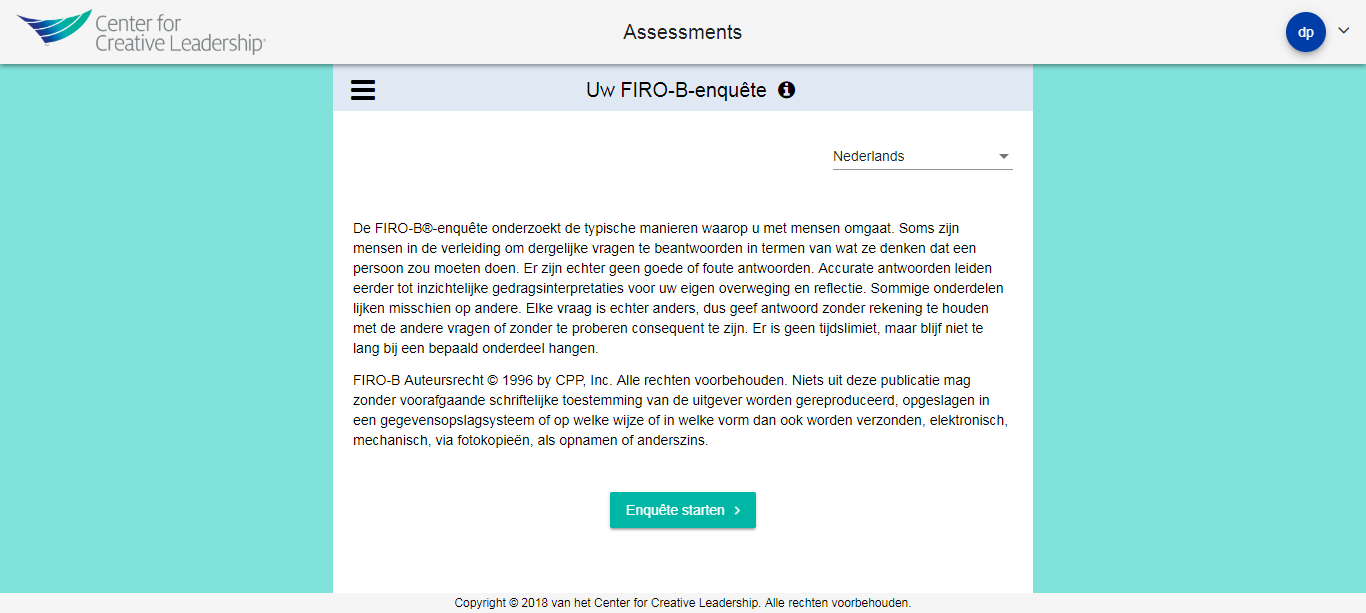 Center for
Creative Leadership®
Assessments
dp
Uw FIRO-B-enquête
Nederlands
De FIRO-B®-enquête onderzoekt de typische manieren waarop u met mensen omgaat. Soms zijn
mensen in de verleiding om dergelijke vragen te beantwoorden in termen van wat ze denken dat een
persoon zou moeten doen. Er zijn echter geen goede of foute antwoorden. Accurate antwoorden leiden
eerder tot inzichtelijke gedragsinterpretaties voor uw eigen overweging en reflectie. Sommige onderdelen
lijken misschien op andere. Elke vraag is echter anders, dus geef antwoord zonder rekening te houden
met de andere vragen of zonder te proberen consequent te zijn. Er is geen tijdslimiet, maar blijf niet te
lang bij een bepaald onderdeel hangen.
FIRO-B Auteursrecht © 1996 by CPP, Inc. Alle rechten voorbehouden. Niets uit deze publicatie mag
zonder voorafgaande schriftelijke toestemming van de uitgever worden gereproduceerd, opgeslagen in
een gegevensopslagsysteem of op welke wijze of in welke vorm dan ook worden verzonden, elektronisch,
mechanisch, via fotokopieën, als opnamen of anderszins.
Enquête starten
Copyright © 2018 van het Center for Creative Leadership. Alle rechten voorbehouden.